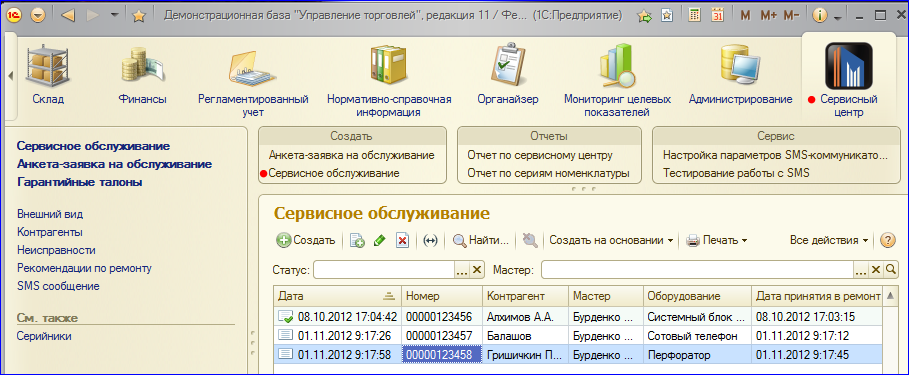 Демонстрационная база "Управление торговлей", редакция 11 / Фе... (1С:Предприятие)
M M+ M-
Склад
Финансы
Регламентированный учет
Нормативно-справочная информация
Органайзер
Мониторинг целевых показателей
Администрирование
Сервисный центр
Сервисное обслуживание
Анкета-заявка на обслуживание
Гарантийные талоны
Внешний вид
Контрагенты
Неисправности
Рекомендации по ремонту
SMS сообщение
См. также
Серийники
Создать
Анкета-заявка на обслуживание
Сервисное обслуживание
Отчеты
Отчет по сервисному центру
Отчет по сериям номенклатуры
Сервис
Настройка параметров SMS-коммуникато...
Тестирование работы с SMS
Сервисное обслуживание
Создать Найти... Создать на основании Печать Все действия
Статус: ... Мастер: ...
Дата Номер Контрагент Мастер Оборудование Дата принятия в ремонт
08.10.2012 17:04:42 00000123456 Алхимов А.А. Бурденко ... Системный блок ... 08.10.2012 17:03:15
01.11.2012 9:17:26 00000123457 Балашов Бурденко ... Сотовый телефон 01.11.2012 9:17:12
01.11.2012 9:17:58 00000123458 Гришичкин П... Бурденко ... Перфоратор 01.11.2012 9:17:45